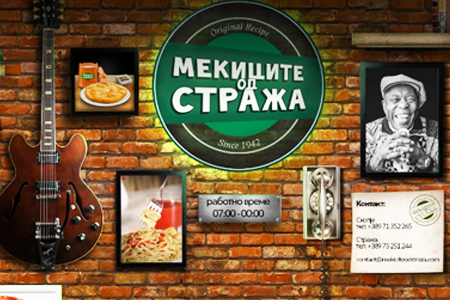 Original Recipe
МЕКИЦИТЕ
ОД
СТРАЖА
Since 1942
работно време
07:00 - 00:00
Контакт:
Скопје
тел: +389 71 352 265
Стража
тел: +389 75 251 244